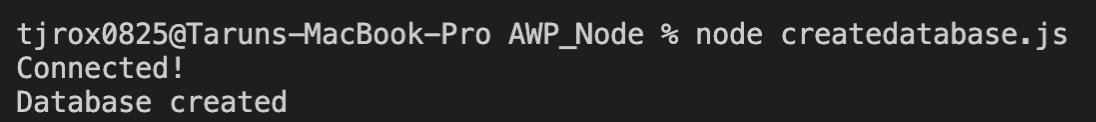 tjrox0825@Taruns-MacBook-Pro AWP_Node % node createdatabase.js
Connected!
Database created